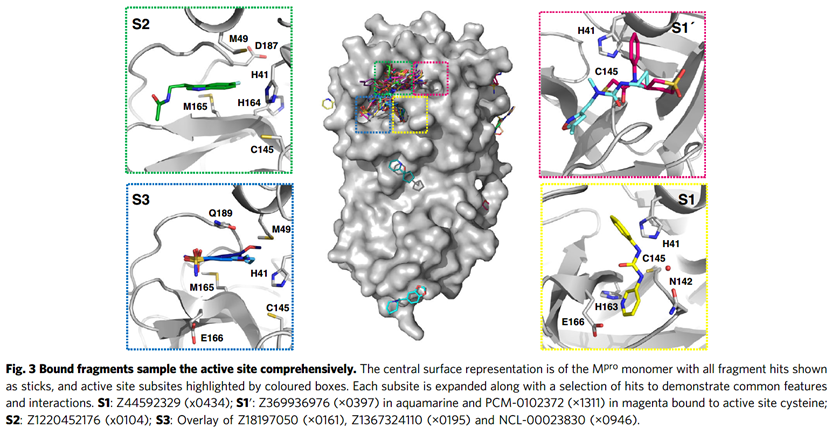 S2
M49
D187
H41
M165
H164
C145
S1´
H41
C145
S3
Q189
M49
M165
H41
C145
E166
S1
H41
C145
N142
H163
E166
Fig. 3 Bound fragments sample the active site comprehensively. The central surface representation is of the Mpro monomer with all fragment hits shown
as sticks, and active site subsites highlighted by coloured boxes. Each subsite is expanded along with a selection of hits to demonstrate common features
and interactions. S1: Z44592329 (x0434); S1′: Z369936976 (×0397) in aquamarine and PCM-0102372 (×1311) in magenta bound to active site cysteine;
S2: Z1220452176 (x0104); S3: Overlay of Z18197050 (×0161), Z1367324110 (×0195) and NCL-00023830 (×0946).